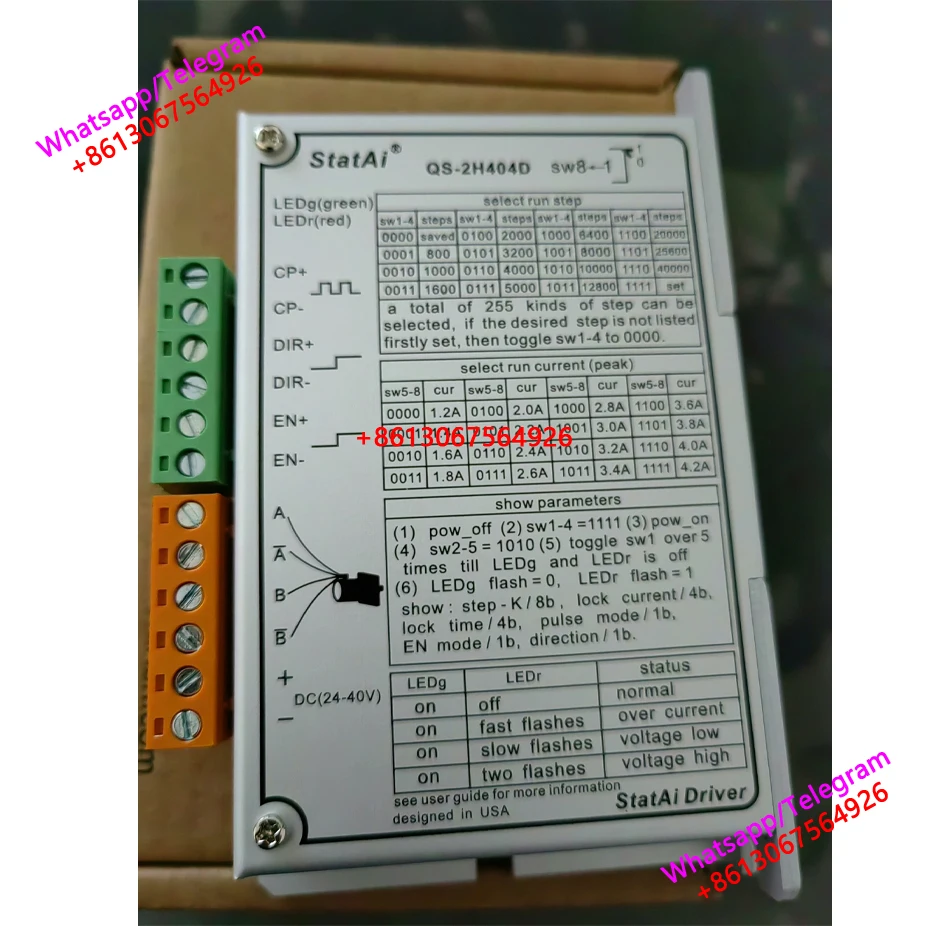 Whatsapp/Telegram
+8613067564926
StatAi® QS-2H404D sw8←1 1 0
LEDg(green)
LEDr(red)
CP+
CP-
DIR+
DIR-
EN+
EN-
A
A̅
B
B̅
+
DC(24-40V)
−
select run step
sw1-4 steps sw1-4 steps sw1-4 steps sw1-4 steps
0000 saved 0100 2000 1000 6400 1100 20000
0001 800 0101 3200 1001 8000 1101 25600
0010 1000 0110 4000 1010 10000 1110 40000
0011 1600 0111 5000 1011 12800 1111 set
a total of 255 kinds of step can be
selected, if the desired step is not listed
firstly set, then toggle sw1-4 to 0000.
select run current (peak)
sw5-8 cur sw5-8 cur sw5-8 cur sw5-8 cur
0000 1.2A 0100 2.0A 1000 2.8A 1100 3.6A
3.0A 1101 3.8A
+8613067564926
0010 1.6A 0110 2.4A 1010 3.2A 1110 4.0A
0011 1.8A 0111 2.6A 1011 3.4A 1111 4.2A
show parameters
(1) pow_off (2) sw1-4 =1111 (3) pow_on
(4) sw2-5 = 1010 (5) toggle sw1 over 5
times till LEDg and LEDr is off
(6) LEDg flash = 0, LEDr flash = 1
show : step - K / 8b , lock current / 4b,
lock time / 4b, pulse mode / 1b,
EN mode / 1b, direction / 1b.
LEDg LEDr status
on off normal
on fast flashes over current
on slow flashes voltage low
on two flashes voltage high
see user guide for more information
designed in USA
StatAi Driver
Whatsapp/Telegram
+8613067564926